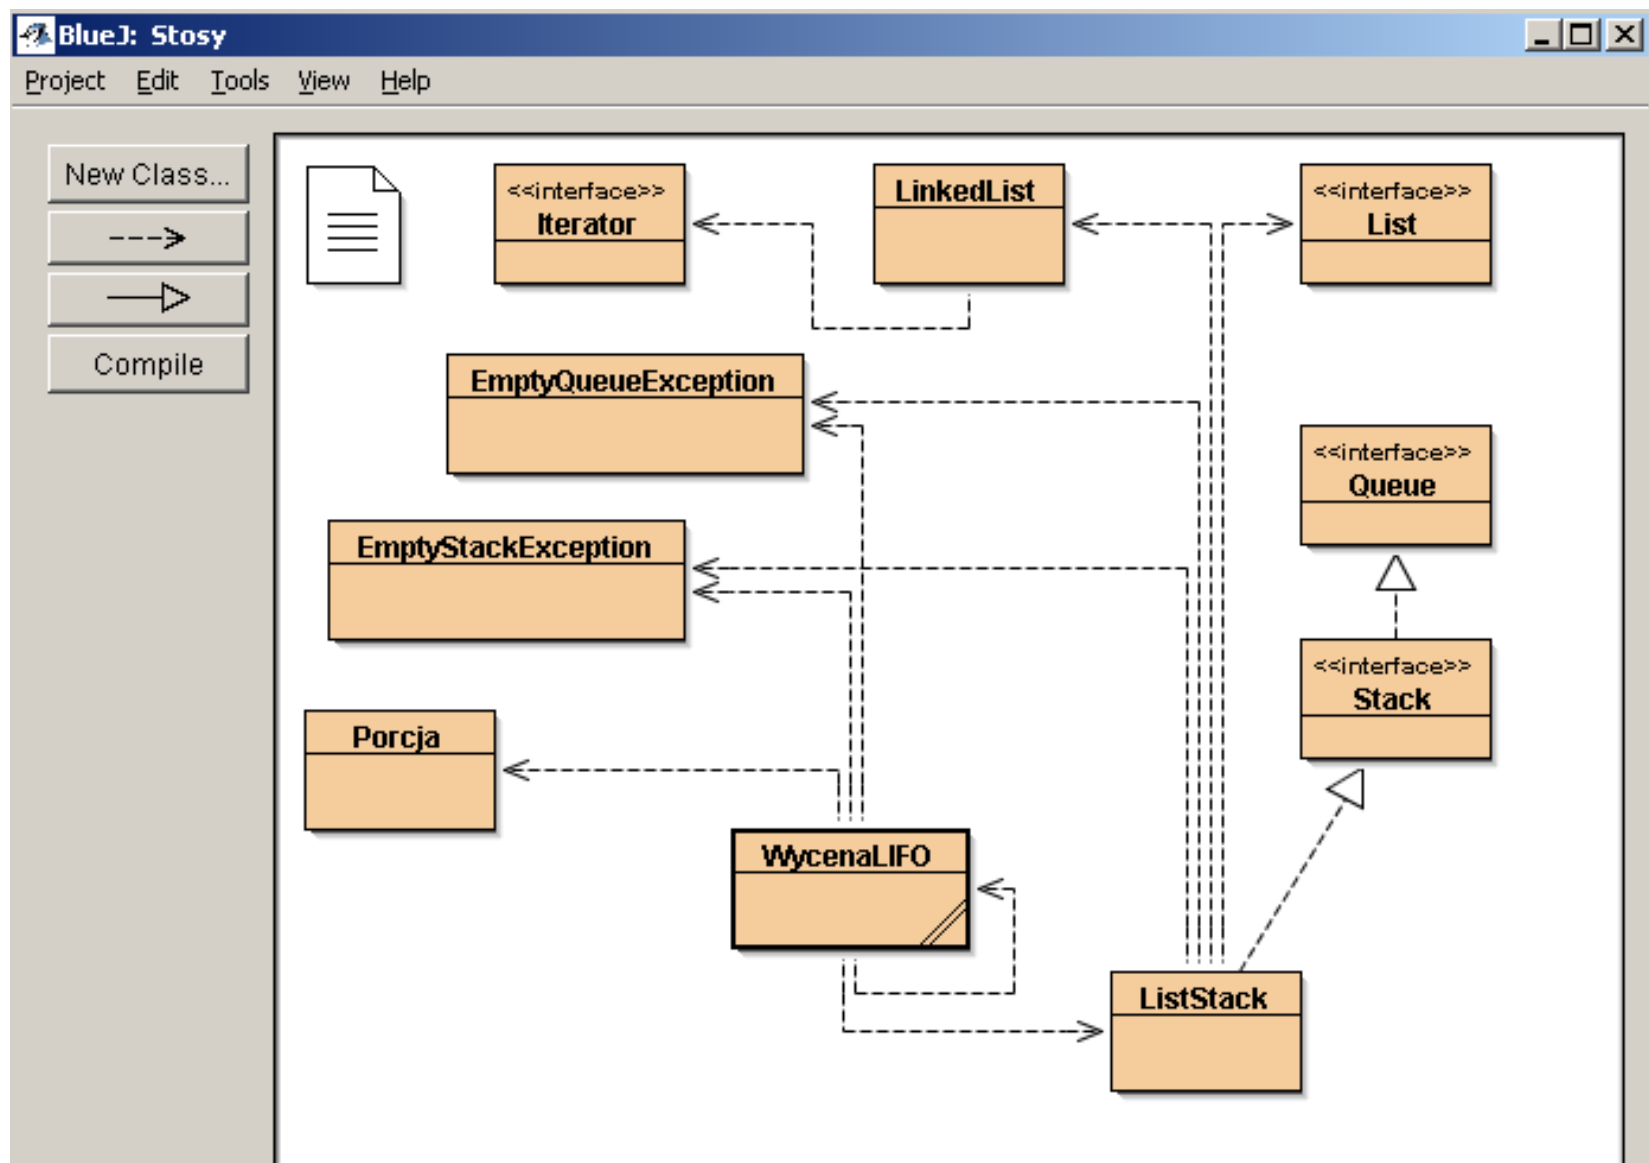 BlueJ: Stosy
Project Edit Tools View Help
New Class...
Compile
<<interface>>
Iterator
LinkedList
<<interface>>
List
EmptyQueueException
<<interface>>
Queue
EmptyStackException
<<interface>>
Stack
Porcja
WycenaLIFO
ListStack